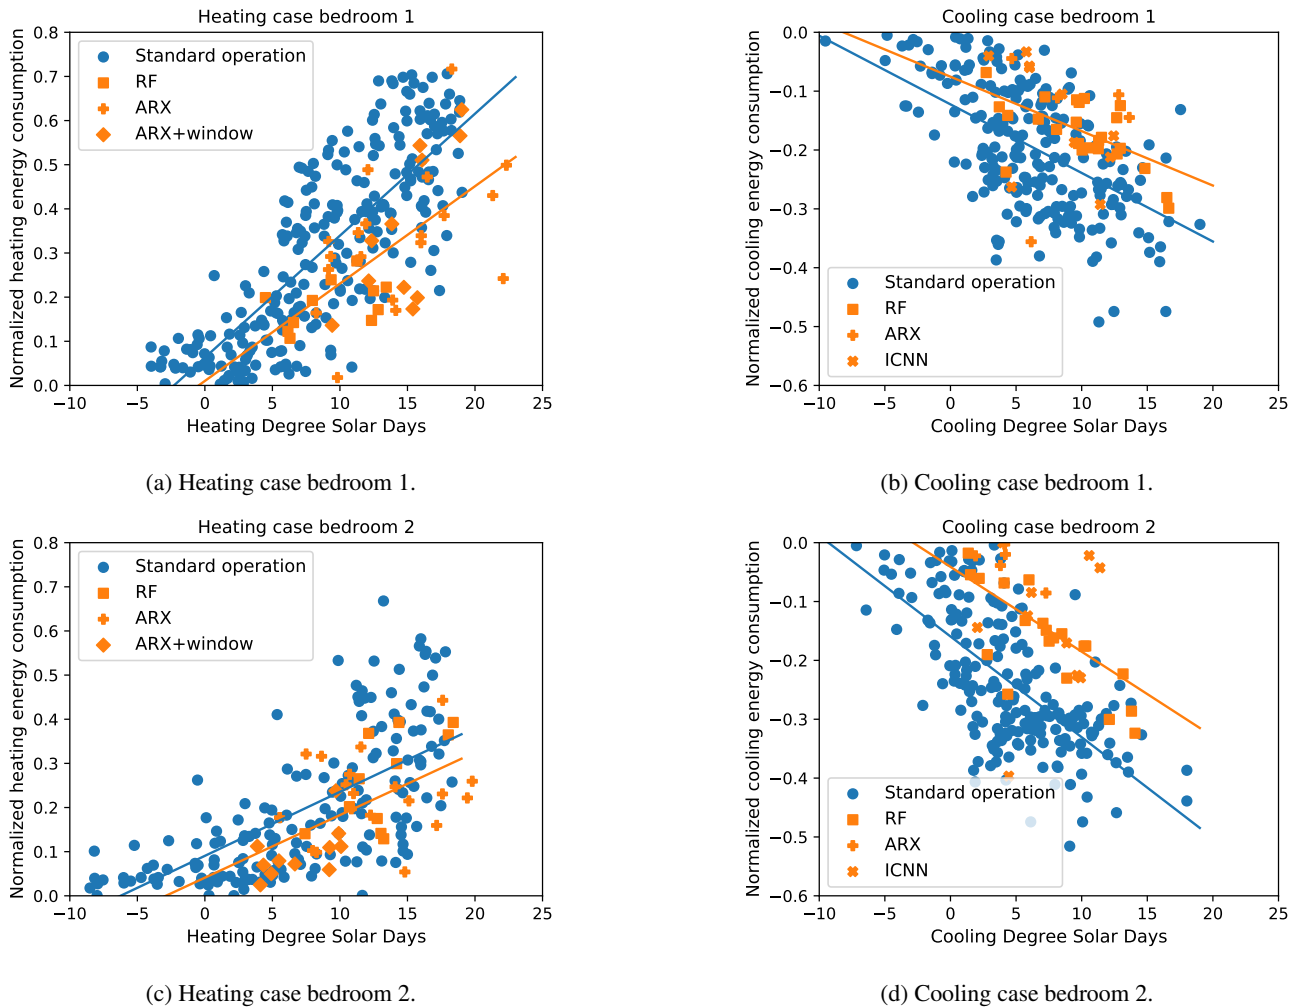 Heating case bedroom 1
Normalized heating energy consumption
0.8
0.7
0.6
0.5
0.4
0.3
0.2
0.1
0.0
Standard operation
RF
ARX
ARX+window
−10 −5 0 5 10 15 20 25
Heating Degree Solar Days
(a) Heating case bedroom 1.
Cooling case bedroom 1
Normalized cooling energy consumption
0.0
−0.1
−0.2
−0.3
−0.4
−0.5
−0.6
Standard operation
RF
ARX
ICNN
−10 −5 0 5 10 15 20 25
Cooling Degree Solar Days
(b) Cooling case bedroom 1.
Heating case bedroom 2
Normalized heating energy consumption
0.8
0.7
0.6
0.5
0.4
0.3
0.2
0.1
0.0
Standard operation
RF
ARX
ARX+window
−10 −5 0 5 10 15 20 25
Heating Degree Solar Days
(c) Heating case bedroom 2.
Cooling case bedroom 2
Normalized cooling energy consumption
0.0
−0.1
−0.2
−0.3
−0.4
−0.5
−0.6
Standard operation
RF
ARX
ICNN
−10 −5 0 5 10 15 20 25
Cooling Degree Solar Days
(d) Cooling case bedroom 2.